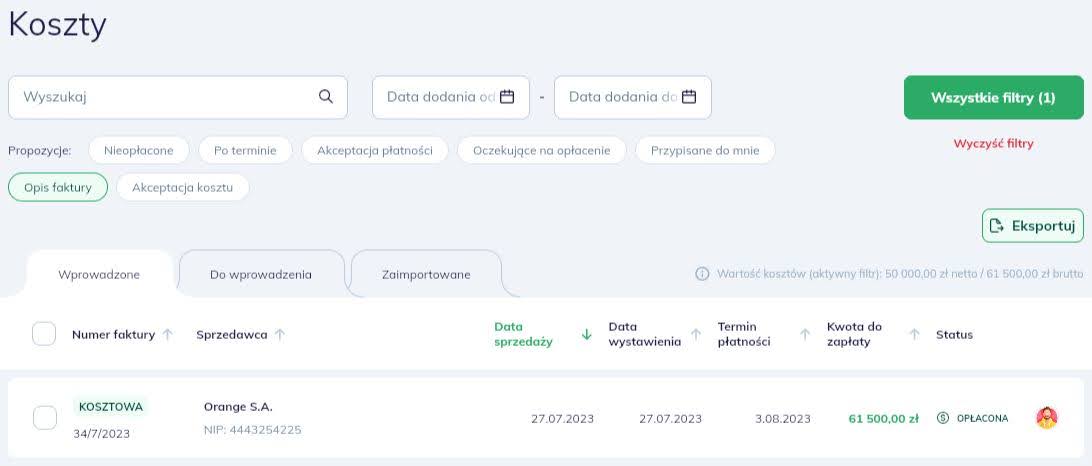 Koszty
Wyszukaj
Data dodania od
-
Data dodania do
Wszystkie filtry (1)
Propozycje:
Nieopłacone
Po terminie
Akceptacja płatności
Oczekujące na opłacenie
Przypisane do mnie
Wyczyść filtry
Opis faktury
Akceptacja kosztu
Eksportuj
Wprowadzone
Do wprowadzenia
Zaimportowane
Wartość kosztów (aktywny filtr): 50 000,00 zł netto / 61 500,00 zł brutto
Numer faktury
Sprzedawca
Data
sprzedaży
Data
wystawienia
Termin
płatności
Kwota do
zapłaty
Status
KOSZTOWA
34/7/2023
Orange S.A.
NIP: 4443254225
27.07.2023
27.07.2023
3.08.2023
61 500,00 zł
OPŁACONA